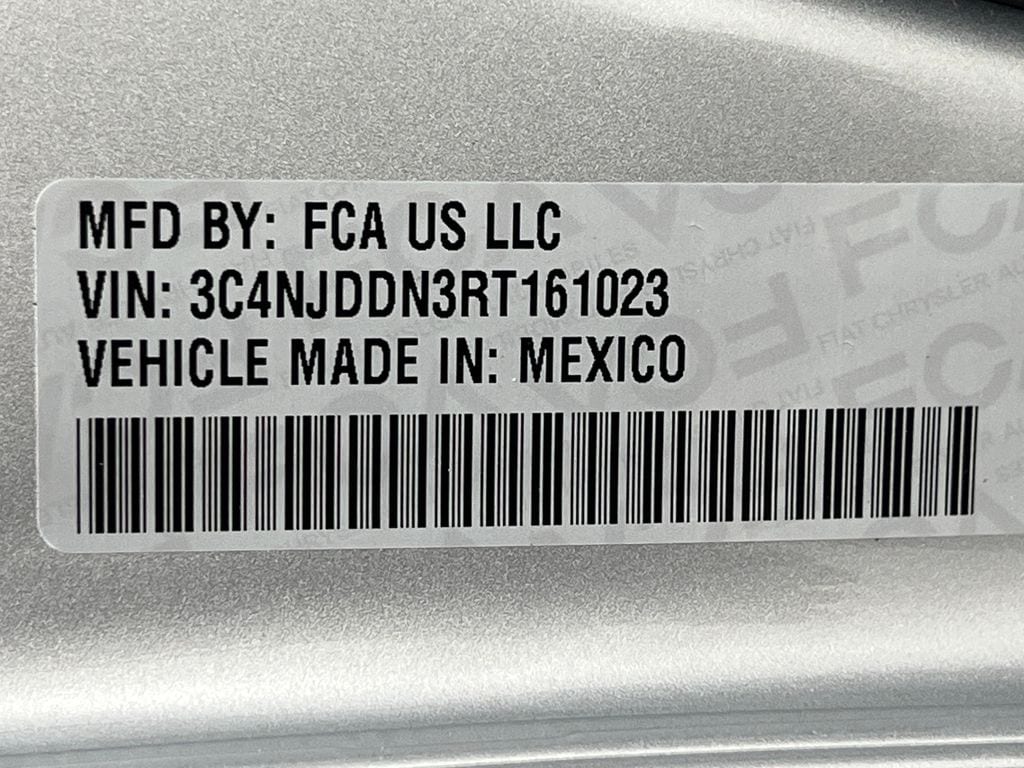 MFD BY: FCA US LLC
VIN: 3C4NJDDN3RT161023
VEHICLE MADE IN: MEXICO